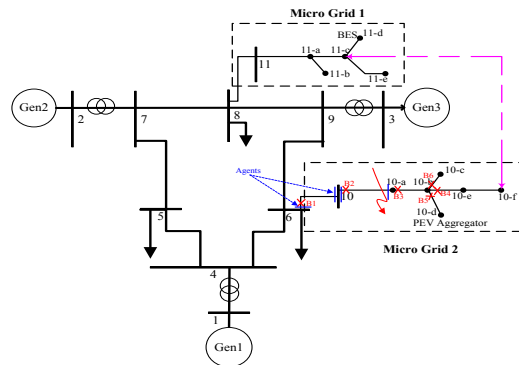 Micro Grid 1
BES
11-d
11-a
11-c
11
11-b
11-e
Gen2
Gen3
2
7
8
9
3
Agents
10-c
B2
10-a
10-b
B6
B1
10
B3
B5
B4
10-e
10-f
10-d
PEV Aggregator
5
6
Micro Grid 2
4
1
Gen1